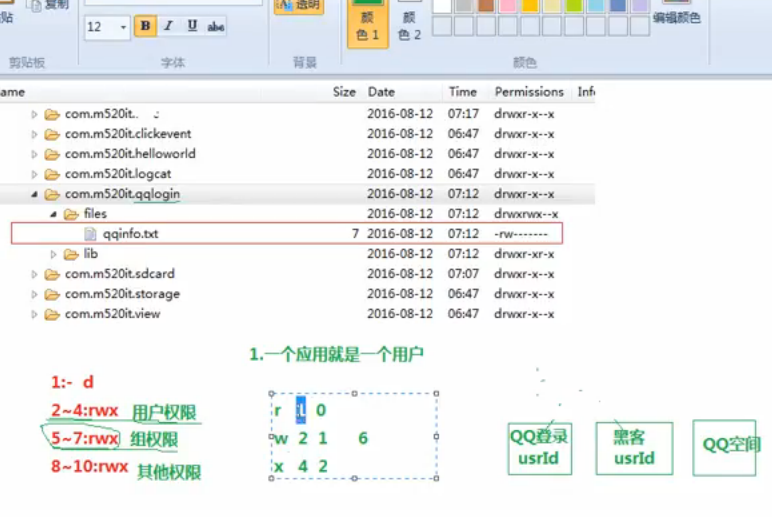 贴 复制 透明 颜 颜
12 B I U abc 色 1 色 2 编辑颜色
剪贴板 字体 背景 颜色
ame Size Date Time Permissions Inf
com.m520it. 2016-08-12 07:17 drwxr-x--x
com.m520it.clickevent 2016-08-12 06:47 drwxr-x--x
com.m520it.helloworld 2016-08-12 06:47 drwxr-x--x
com.m520it.logcat 2016-08-12 06:47 drwxr-x--x
com.m520it.qqlogin 2016-08-12 07:12 drwxr-x--x
files 2016-08-12 07:12 drwxrwx--x
qqinfo.txt 7 2016-08-12 07:12 -rw-------
lib 2016-08-12 07:12 drwxr-xr-x
com.m520it.sdcard 2016-08-12 07:07 drwxr-x--x
com.m520it.storage 2016-08-12 06:47 drwxr-x--x
com.m520it.view 2016-08-12 06:47 drwxr-x--x
1.一个应用就是一个用户
1:- d
2~4:rwx 用户权限
5~7:rwx 组权限
8~10:rwx 其他权限
r 1 0
w 2 1 6
x 4 2
QQ登录 usrId
黑客 usrId
QQ空间